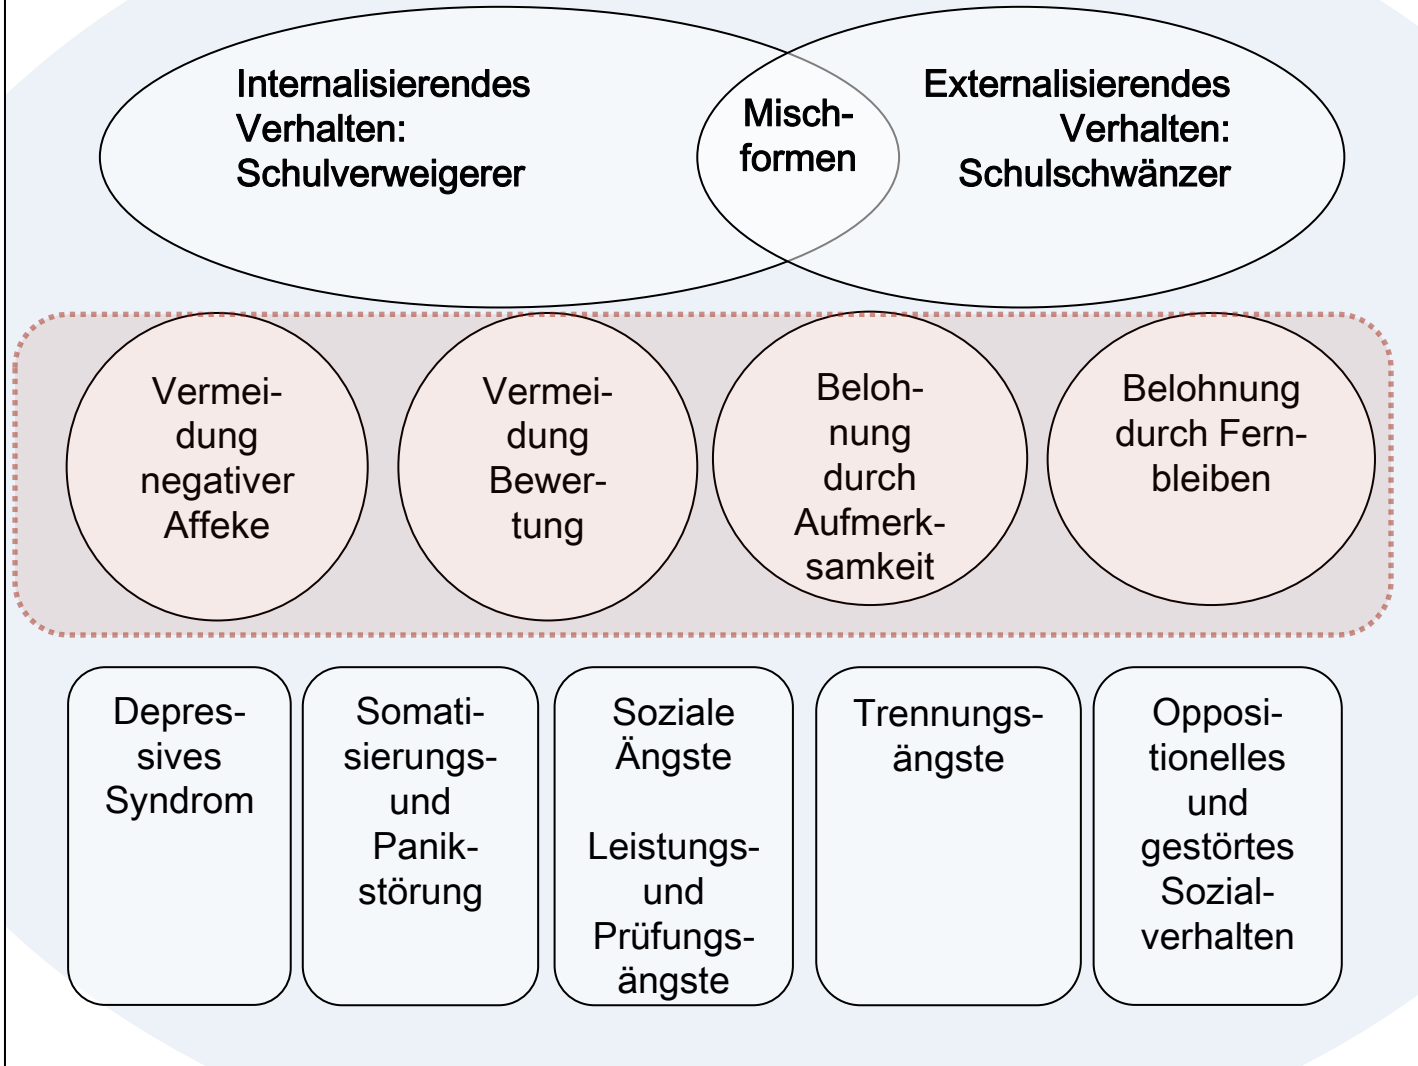 Internalisierendes
Verhalten:
Schulverweigerer
Misch-
formen
Externalisierendes
Verhalten:
Schulschwänzer
Vermei-
dung
negativer
Affeke
Vermei-
dung
Bewer-
tung
Beloh-
nung
durch
Aufmerk-
samkeit
Belohnung
durch Fern-
bleiben
Depres-
sives
Syndrom
Somati-
sierungs-
und
Panik-
störung
Soziale
Ängste
Leistungs-
und
Prüfungs-
ängste
Trennungs-
ängste
Opposi-
tionelles
und
gestörtes
Sozial-
verhalten